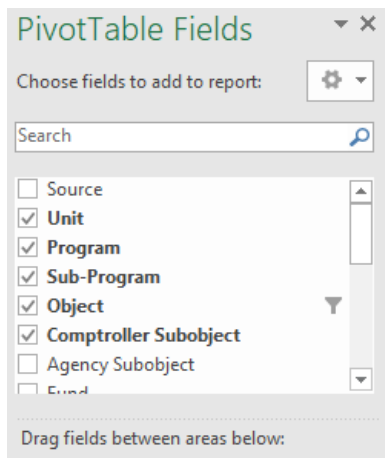 PivotTable Fields
Choose fields to add to report:
Search
Source
Unit
Program
Sub-Program
Object
Comptroller Subobject
Agency Subobject
Fund
Drag fields between areas below: